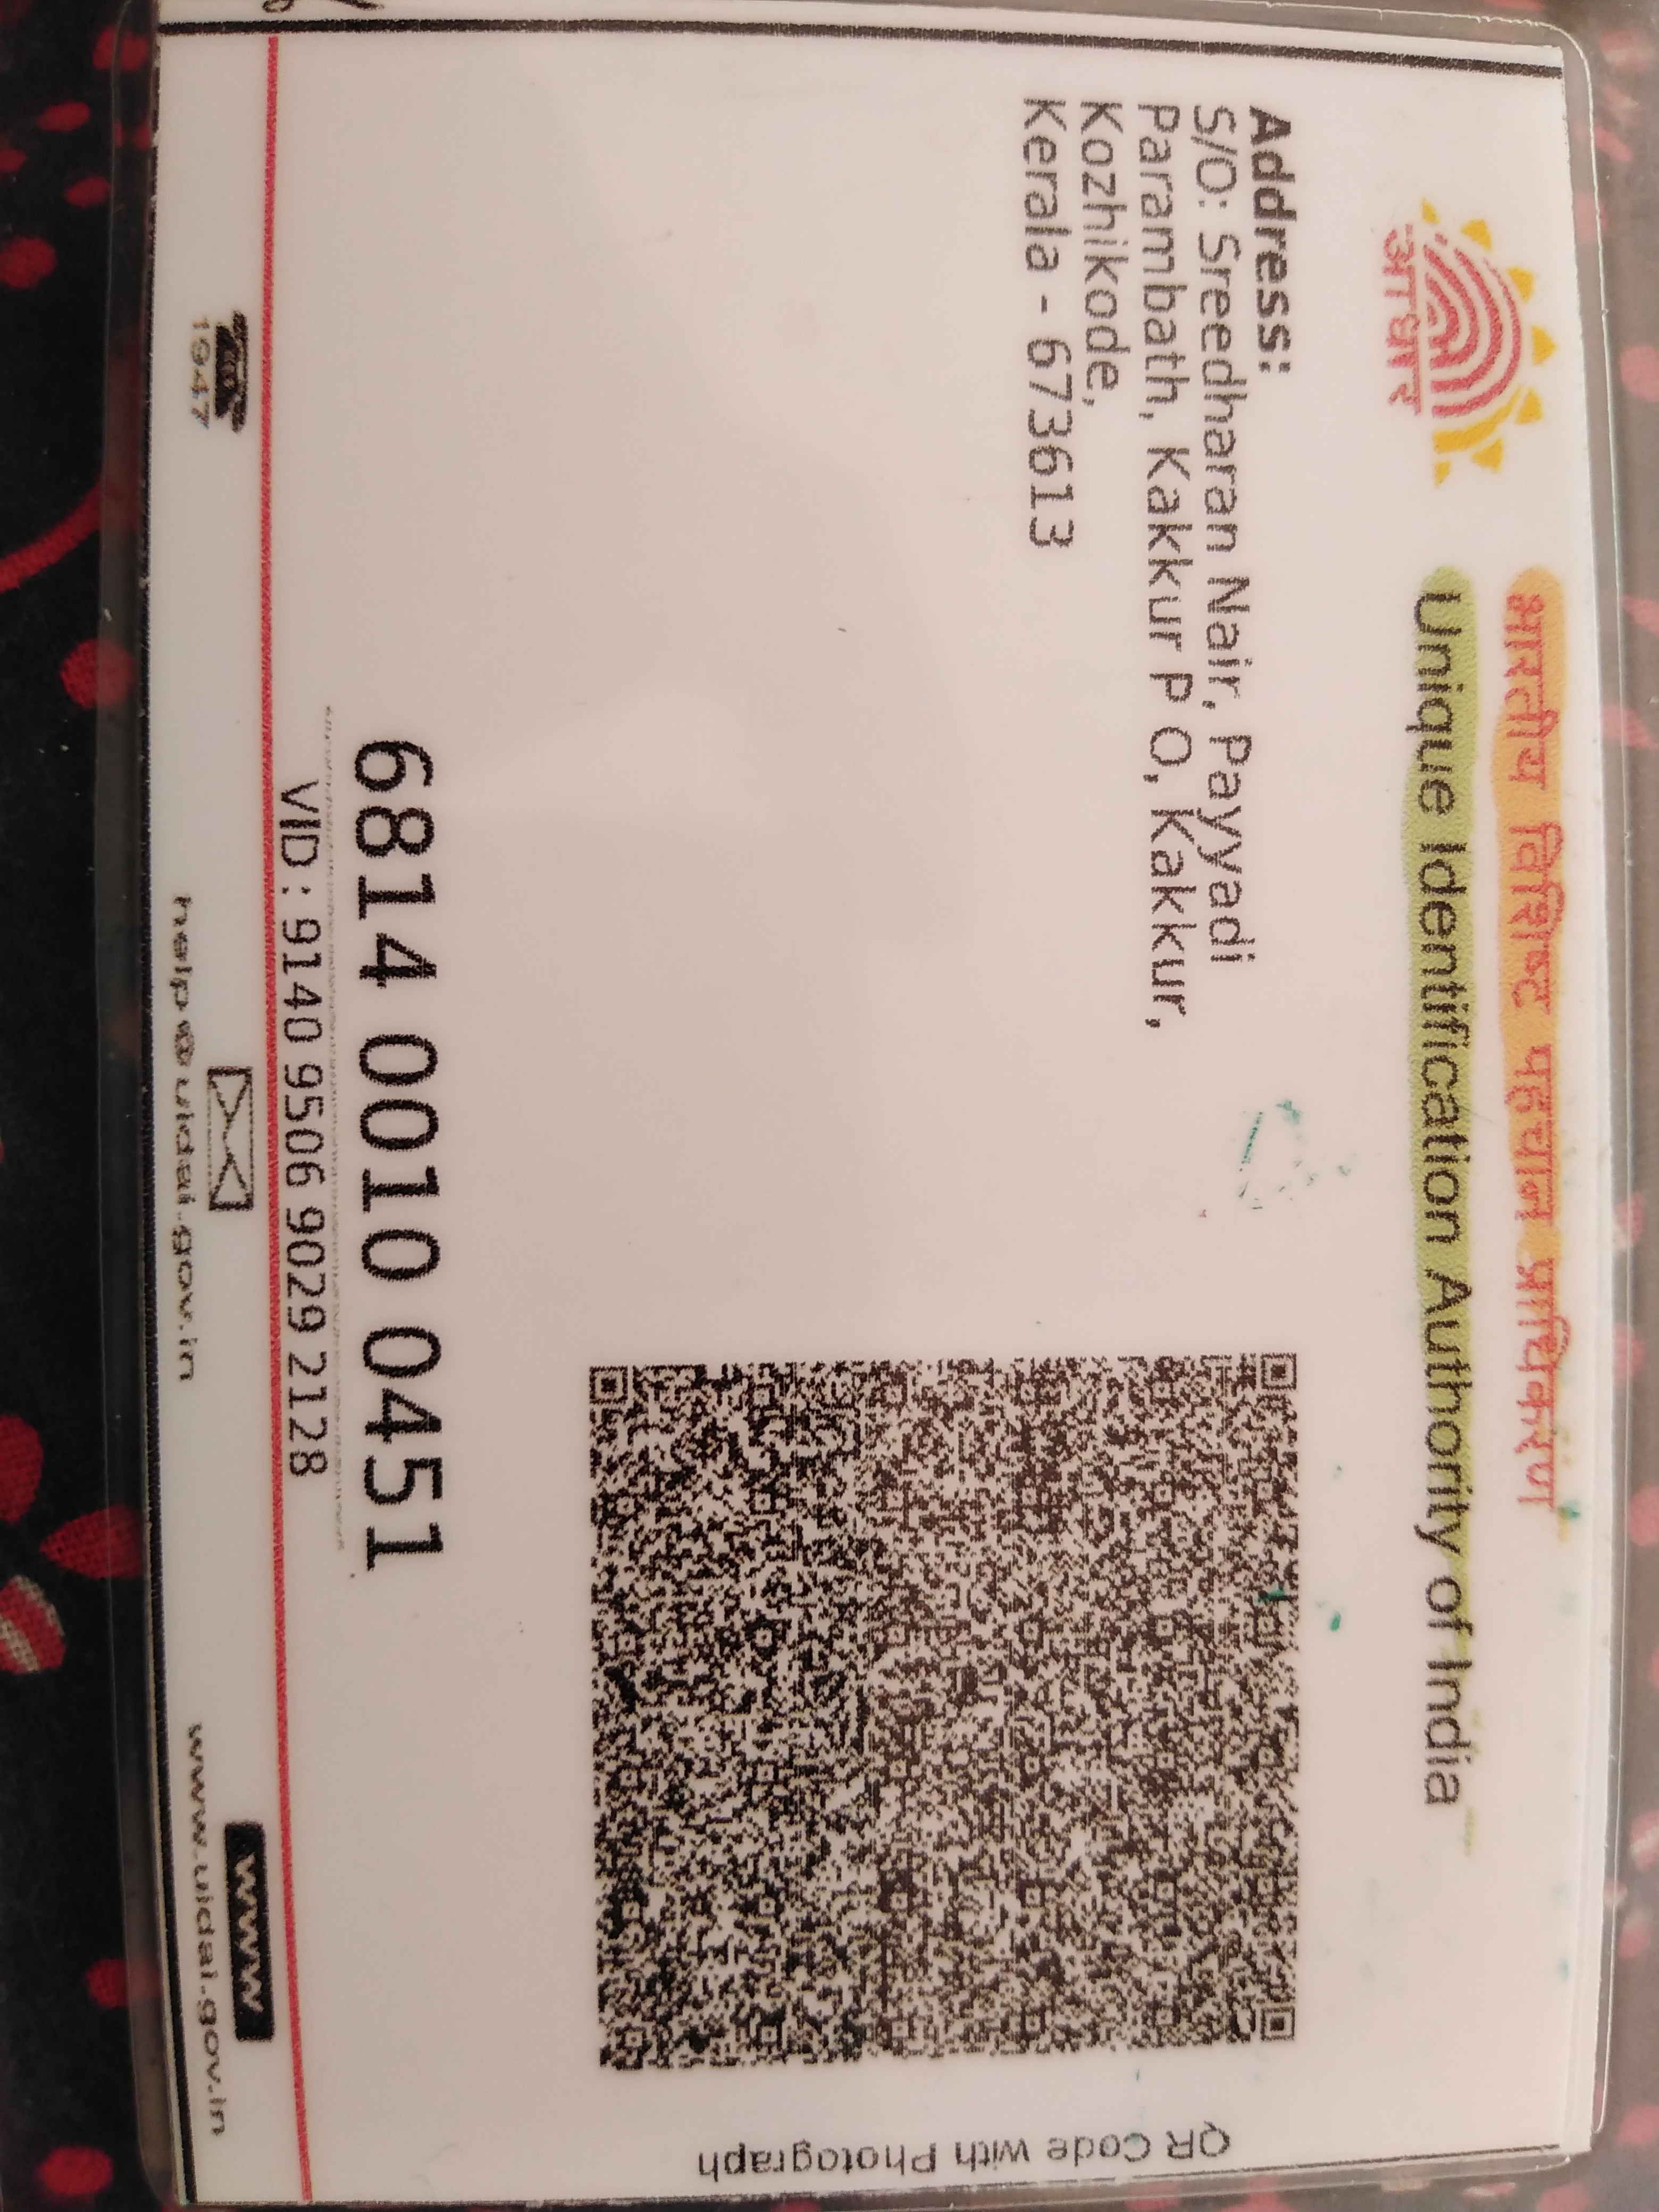 आधार
भारतीय विशिष्ट पहचान प्राधिकरण
Unique Identification Authority of India
Address:
S/O: Sreedharan Nair, Payyadi
Parambath, Kakkur P O, Kakkur,
Kozhikode,
Kerala - 673613
QR Code with Photograph
6814 0010 0451
VID : 9140 9506 9029 2128
1947
help@uidai.gov.in
www
www.uidai.gov.in